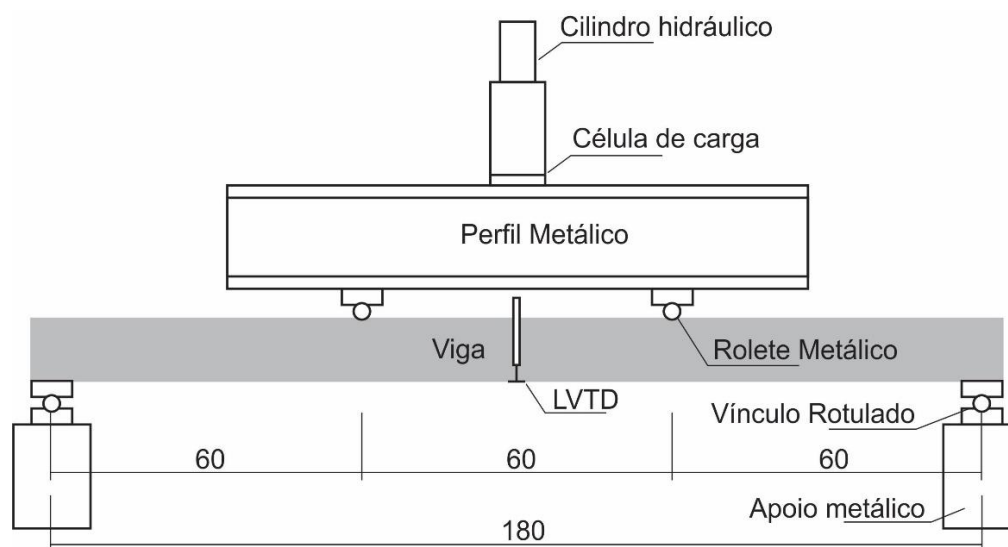 Cilindro hidráulico
Célula de carga
Perfil Metálico
Viga
Rolete Metálico
LVTD
Vínculo Rotulado
60
60
60
Apoio metálico
180